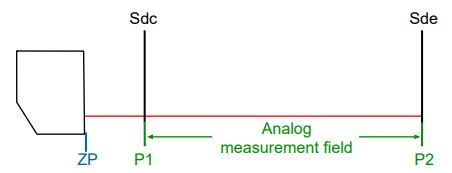 Sdc
Sde
Analog
measurement field
ZP
P1
P2